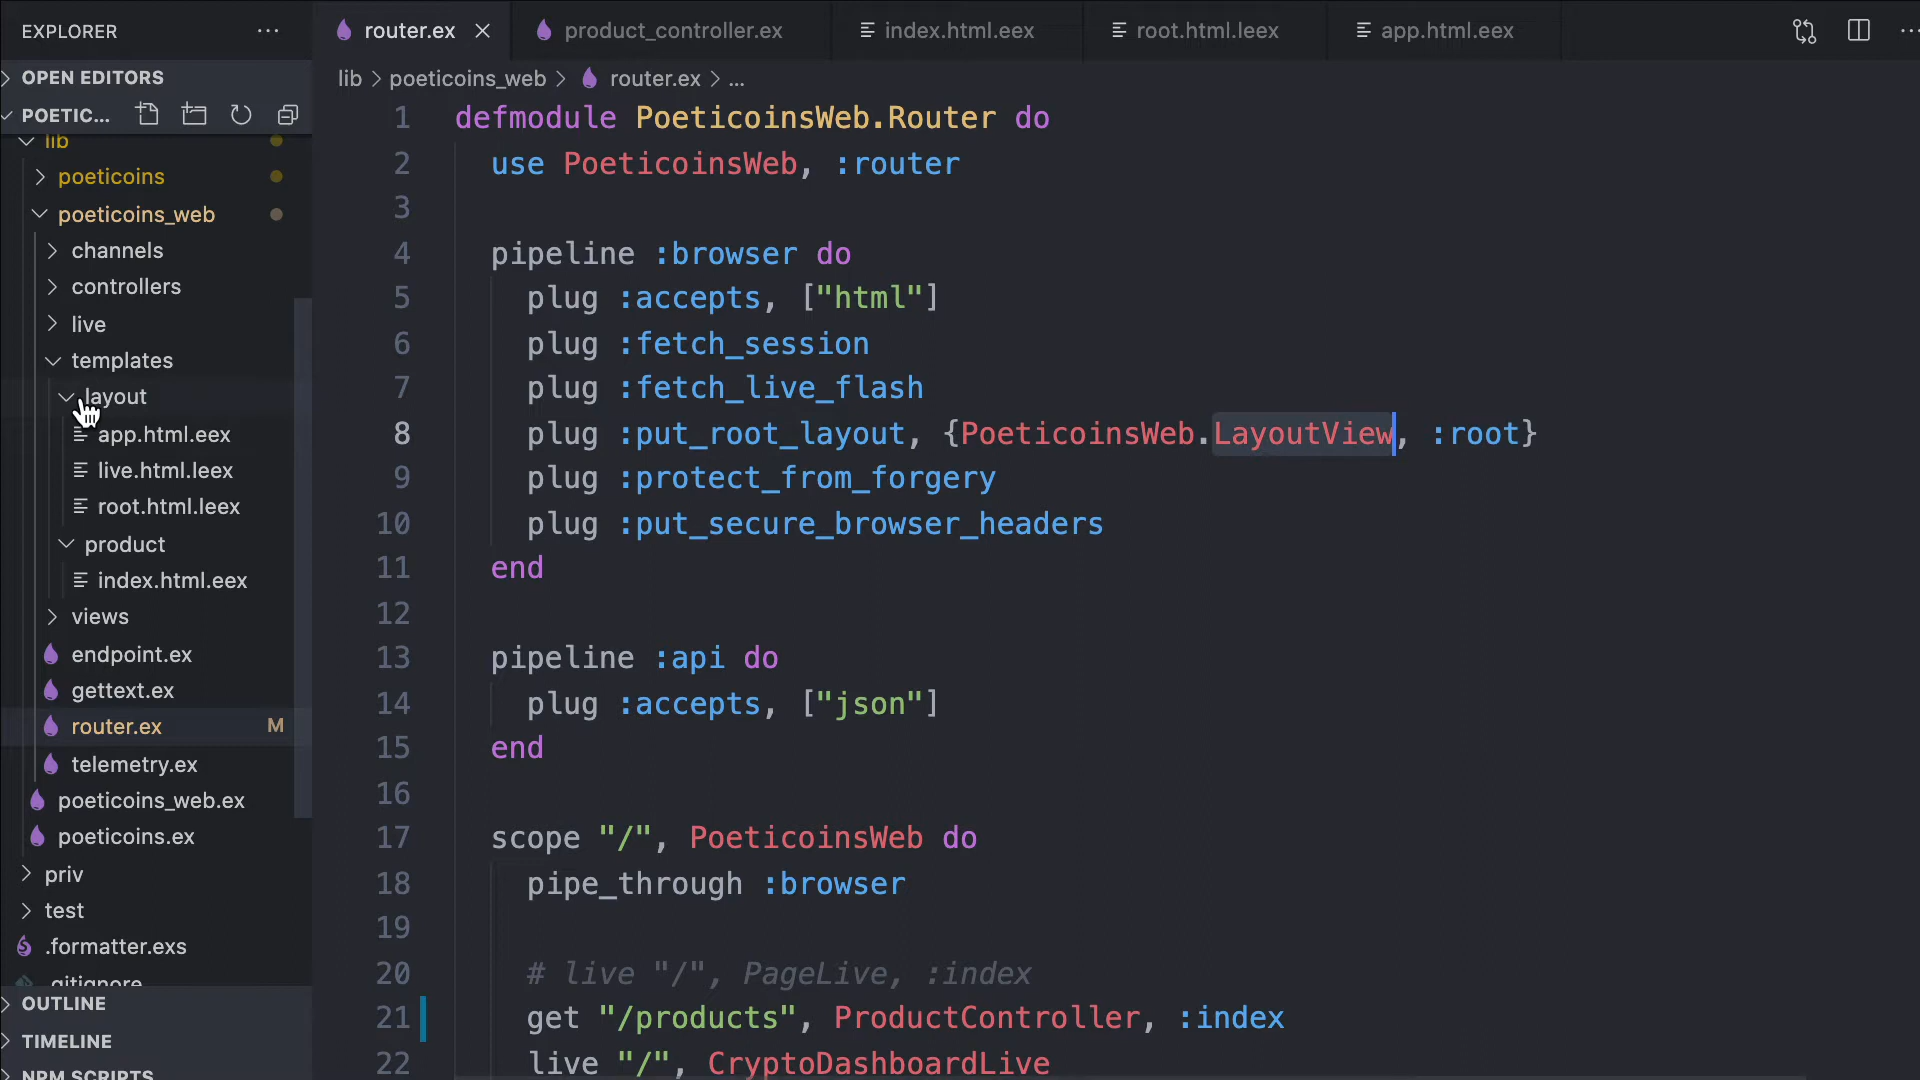 EXPLORER
router.ex
product_controller.ex
index.html.eex
root.html.leex
app.html.eex
OPEN EDITORS
POETIC...
lib
poeticoins
poeticoins_web
channels
controllers
live
templates
layout
app.html.eex
live.html.leex
root.html.leex
product
index.html.eex
views
endpoint.ex
gettext.ex
router.ex M
telemetry.ex
poeticoins_web.ex
poeticoins.ex
priv
test
.formatter.exs
.gitignore
OUTLINE
TIMELINE
NPM SCRIPTS
lib > poeticoins_web > router.ex > ...
1 defmodule PoeticoinsWeb.Router do
2 use PoeticoinsWeb, :router
3
4 pipeline :browser do
5 plug :accepts, ["html"]
6 plug :fetch_session
7 plug :fetch_live_flash
8 plug :put_root_layout, {PoeticoinsWeb.LayoutView, :root}
9 plug :protect_from_forgery
10 plug :put_secure_browser_headers
11 end
12
13 pipeline :api do
14 plug :accepts, ["json"]
15 end
16
17 scope "/", PoeticoinsWeb do
18 pipe_through :browser
19
20 # live "/", PageLive, :index
21 get "/products", ProductController, :index
22 live "/", CryptoDashboardLive